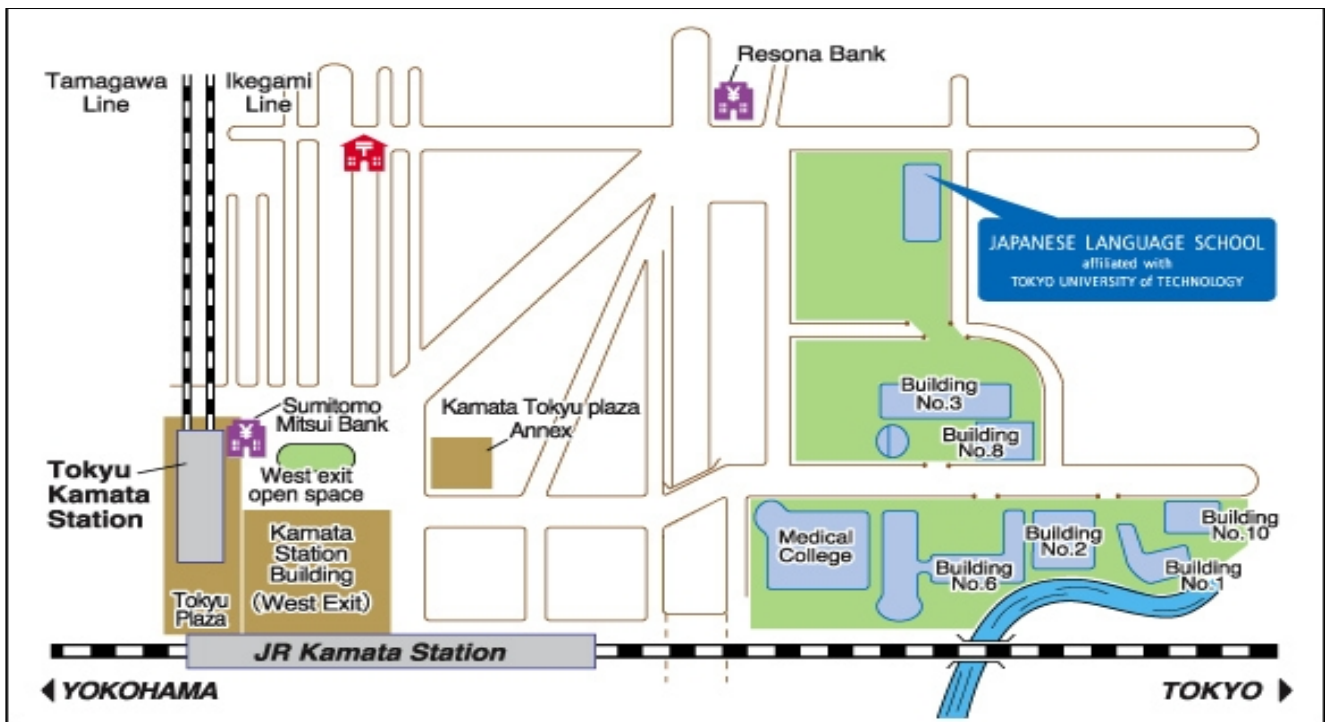 Tamagawa
Line
Ikegami
Line
〒
Resona Bank
¥
JAPANESE LANGUAGE SCHOOL
affiliated with
TOKYO UNIVERSITY of TECHNOLOGY
¥
Sumitomo
Mitsui Bank
Kamata Tokyu plaza
Annex
Building
No.3
Building
No.8
Tokyu
Kamata
Station
West exit
open space
Kamata
Station
Building
(West Exit)
Tokyu
Plaza
Medical
College
Building
No.6
Building
No.2
Building
No.1
Building
No.10
JR Kamata Station
YOKOHAMA
TOKYO